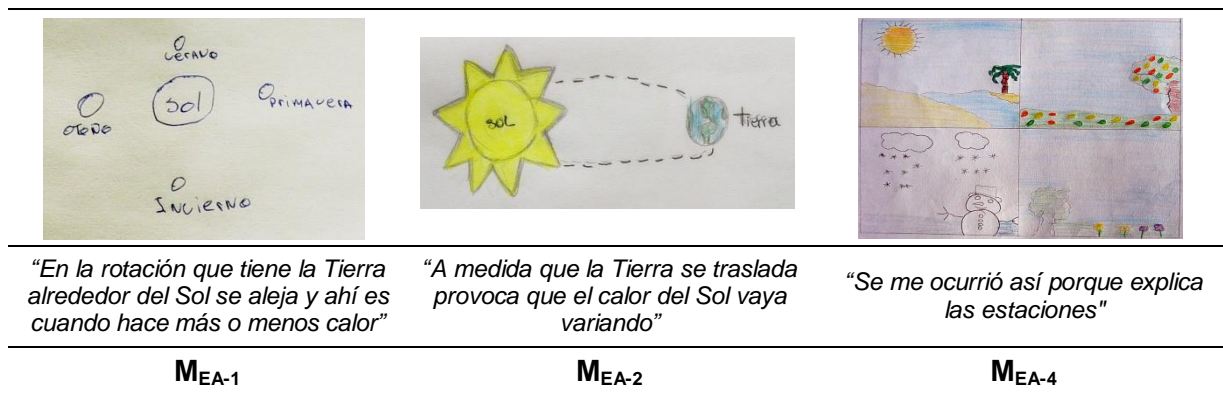 VERANO
OTOÑO
Sol
PRIMAVERA
INVIERNO
SOL
Tierra
“En la rotación que tiene la Tierra
alrededor del Sol se aleja y ahí es
cuando hace más o menos calor”
“A medida que la Tierra se traslada
provoca que el calor del Sol vaya
variando”
“Se me ocurrió así porque explica
las estaciones"
MEA-1
MEA-2
MEA-4